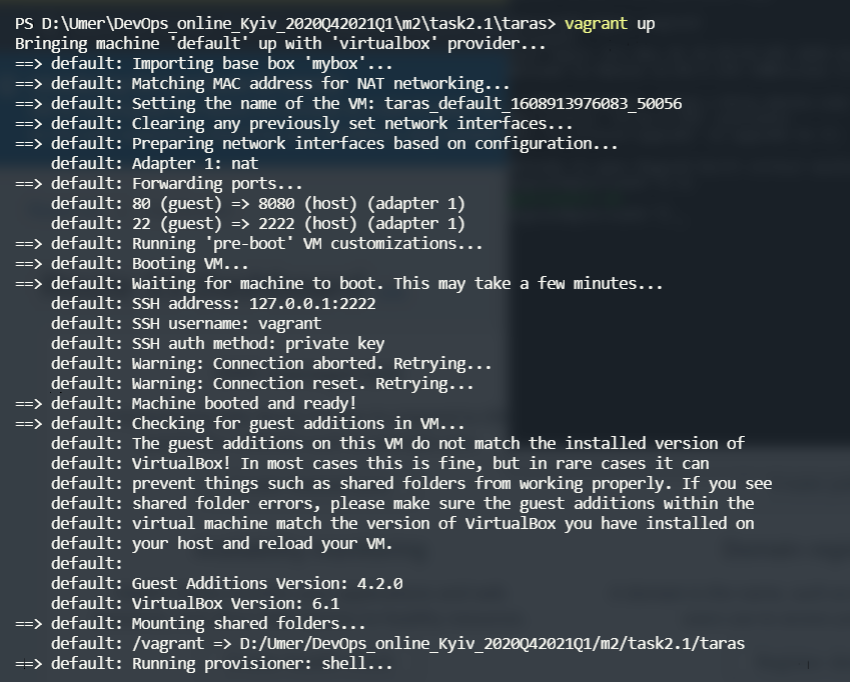 PS D:\Umer\DevOps_online_Kyiv_2020Q42021Q1\m2\task2.1\taras> vagrant up
Bringing machine 'default' up with 'virtualbox' provider...
==> default: Importing base box 'mybox'...
==> default: Matching MAC address for NAT networking...
==> default: Setting the name of the VM: taras_default_1608913976083_50056
==> default: Clearing any previously set network interfaces...
==> default: Preparing network interfaces based on configuration...
    default: Adapter 1: nat
==> default: Forwarding ports...
    default: 80 (guest) => 8080 (host) (adapter 1)
    default: 22 (guest) => 2222 (host) (adapter 1)
==> default: Running 'pre-boot' VM customizations...
==> default: Booting VM...
==> default: Waiting for machine to boot. This may take a few minutes...
    default: SSH address: 127.0.0.1:2222
    default: SSH username: vagrant
    default: SSH auth method: private key
    default: Warning: Connection aborted. Retrying...
    default: Warning: Connection reset. Retrying...
==> default: Machine booted and ready!
==> default: Checking for guest additions in VM...
    default: The guest additions on this VM do not match the installed version of
    default: VirtualBox! In most cases this is fine, but in rare cases it can
    default: prevent things such as shared folders from working properly. If you see
    default: shared folder errors, please make sure the guest additions within the
    default: virtual machine match the version of VirtualBox you have installed on
    default: your host and reload your VM.
    default:
    default: Guest Additions Version: 4.2.0
    default: VirtualBox Version: 6.1
==> default: Mounting shared folders...
    default: /vagrant => D:/Umer/DevOps_online_Kyiv_2020Q42021Q1/m2/task2.1/taras
==> default: Running provisioner: shell...